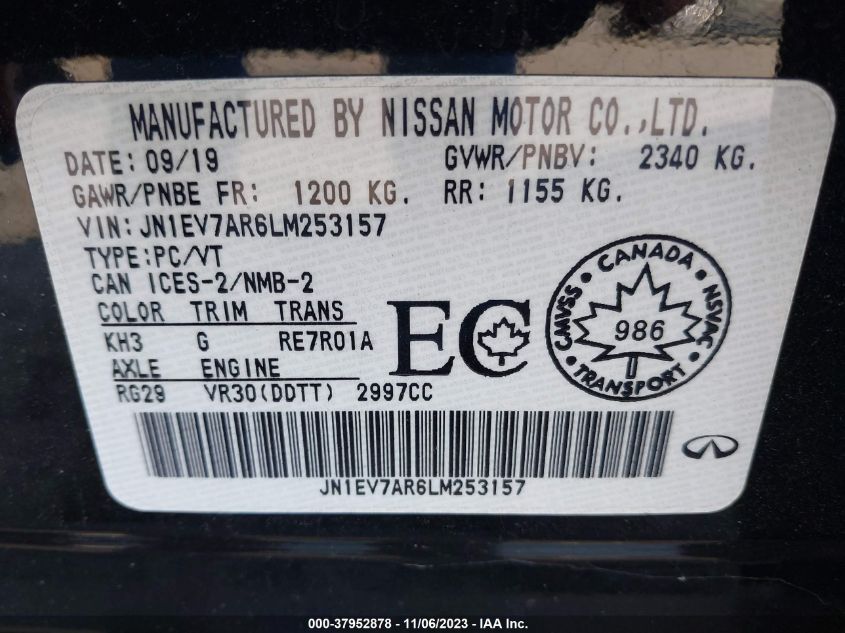 MANUFACTURED BY NISSAN MOTOR CO.,LTD.
DATE: 09/19 GVWR/PNBV: 2340 KG.
GAWR/PNBE FR: 1200 KG. RR: 1155 KG.
VIN: JN1EV7AR6LM253157
TYPE:PC/VT
CAN ICES-2/NMB-2
COLOR TRIM TRANS
KH3 G RE7R01A
AXLE ENGINE
RG29 VR30(DDTT) 2997CC
EC
CANADA
CMVSS 986 NSVAC
TRANSPORT
JN1EV7AR6LM253157
000-37952878 - 11/06/2023 - IAA Inc.